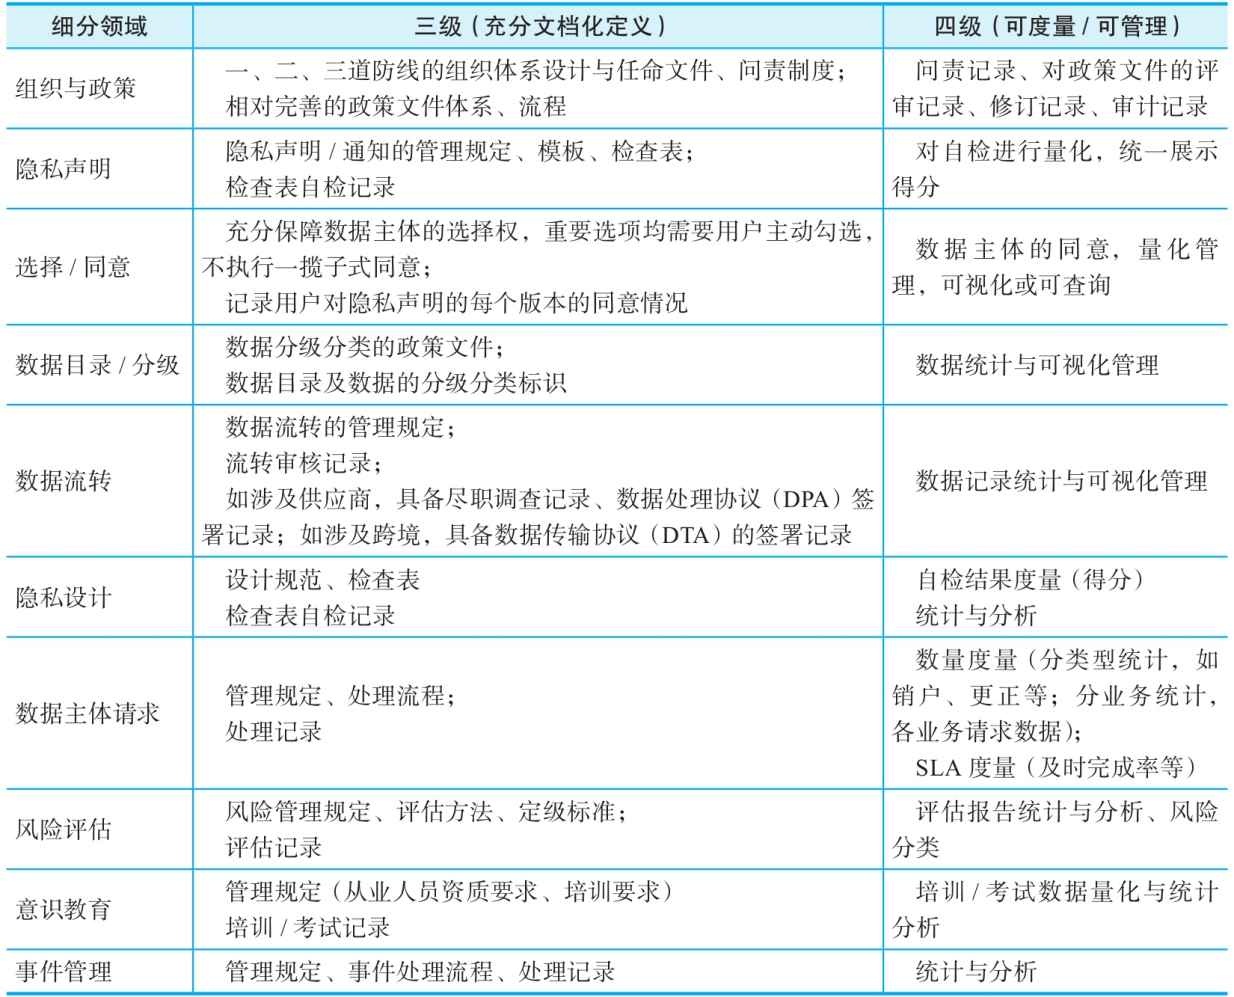 细分领域 三级（充分文档化定义） 四级（可度量 / 可管理）
组织与政策
一、二、三道防线的组织体系设计与任命文件、问责制度；
相对完善的政策文件体系、流程
问责记录、对政策文件的评
审记录、修订记录、审计记录
隐私声明
隐私声明 / 通知的管理规定、模板、检查表；
检查表自检记录
对自检进行量化，统一展示
得分
选择 / 同意
充分保障数据主体的选择权，重要选项均需要用户主动勾选，
不执行一揽子式同意；
记录用户对隐私声明的每个版本的同意情况
数据主体的同意，量化管
理，可视化或可查询
数据目录 / 分级
数据分级分类的政策文件；
数据目录及数据的分级分类标识
数据统计与可视化管理
数据流转
数据流转的管理规定；
流转审核记录；
如涉及供应商，具备尽职调查记录、数据处理协议（DPA）签
署记录；如涉及跨境，具备数据传输协议（DTA）的签署记录
数据记录统计与可视化管理
隐私设计
设计规范、检查表
检查表自检记录
自检结果度量（得分）
统计与分析
数据主体请求
管理规定、处理流程；
处理记录
数量度量（分类型统计，如
销户、更正等；分业务统计，
各业务请求数据）；
SLA 度量（及时完成率等）
风险评估
风险管理规定、评估方法、定级标准；
评估记录
评估报告统计与分析、风险
分类
意识教育
管理规定（从业人员资质要求、培训要求）
培训 / 考试记录
培训 / 考试数据量化与统计
分析
事件管理
管理规定、事件处理流程、处理记录
统计与分析